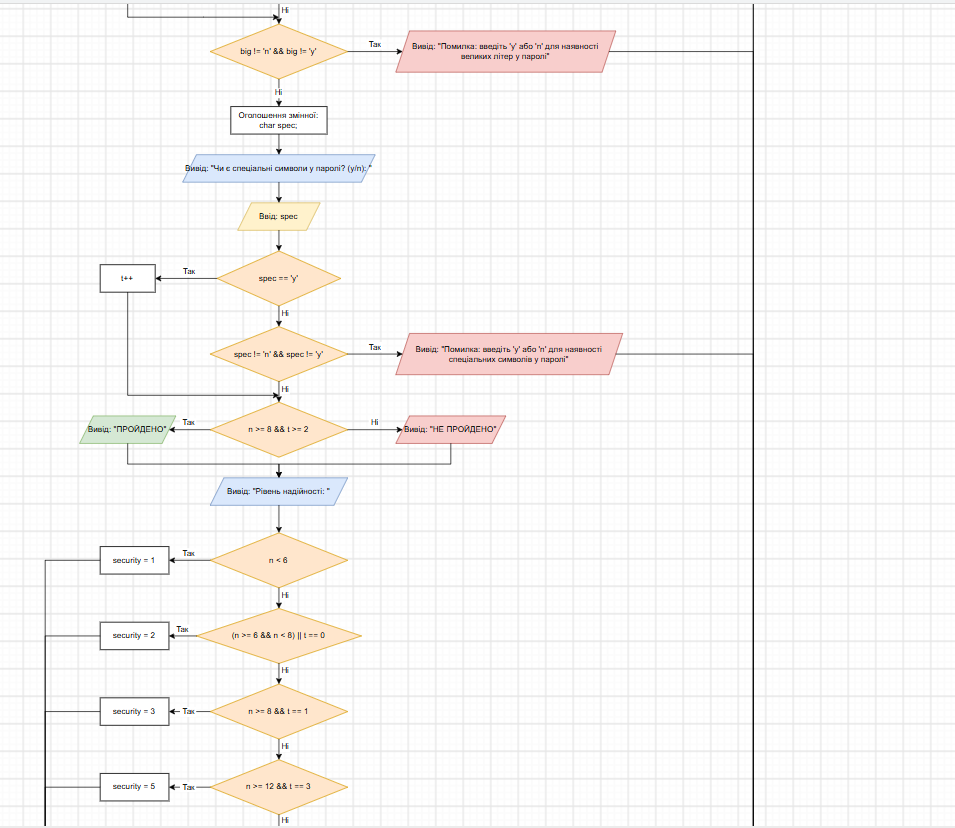 Ні
big != 'n' && big != 'y'
Так
Вивід: "Помилка: введіть 'y' або 'n' для наявності
великих літер у паролі"
Ні
Оголошення змінної:
char spec;
Вивід: "Чи є спеціальні символи у паролі? (y/n): "
Ввід: spec
t++
Так
spec == 'y'
Ні
spec != 'n' && spec != 'y'
Так
Вивід: "Помилка: введіть 'y' або 'n' для наявності
спеціальних символів у паролі"
Ні
Вивід: "ПРОЙДЕНО"
Так
n >= 8 && t >= 2
Ні
Вивід: "НЕ ПРОЙДЕНО"
Вивід: "Рівень надійності: "
security = 1
Так
n < 6
Ні
security = 2
Так
(n >= 6 && n < 8) || t == 0
Ні
security = 3
Так
n >= 8 && t == 1
Ні
security = 5
Так
n >= 12 && t == 3
Ні